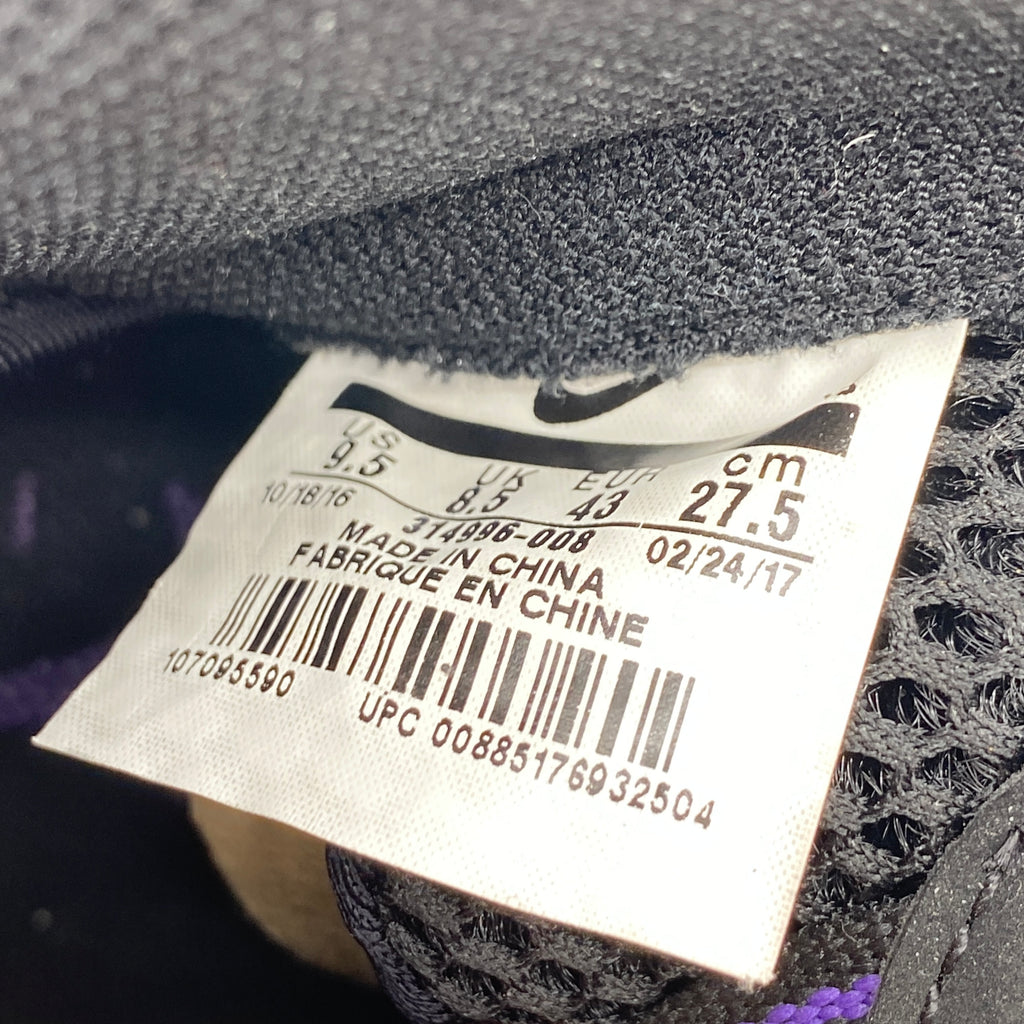 US UK EUR cm
9.5 8.5 43 27.5
10/18/16 02/24/17
314996-008
MADE IN CHINA
FABRIQUE EN CHINE
107095590
UPC 00885176932504